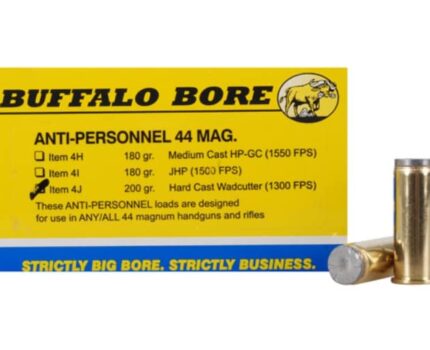 BUFFALO BORE
ANTI-PERSONNEL 44 MAG.
Item 4H 180 gr. Medium Cast HP-GC (1550 FPS)
Item 4I 180 gr. JHP (1500 FPS)
Item 4J 200 gr. Hard Cast Wadcutter (1300 FPS)
These ANTI-PERSONNEL loads are designed
for use in ANY/ALL 44 magnum handguns and rifles
STRICTLY BIG BORE. STRICTLY BUSINESS.